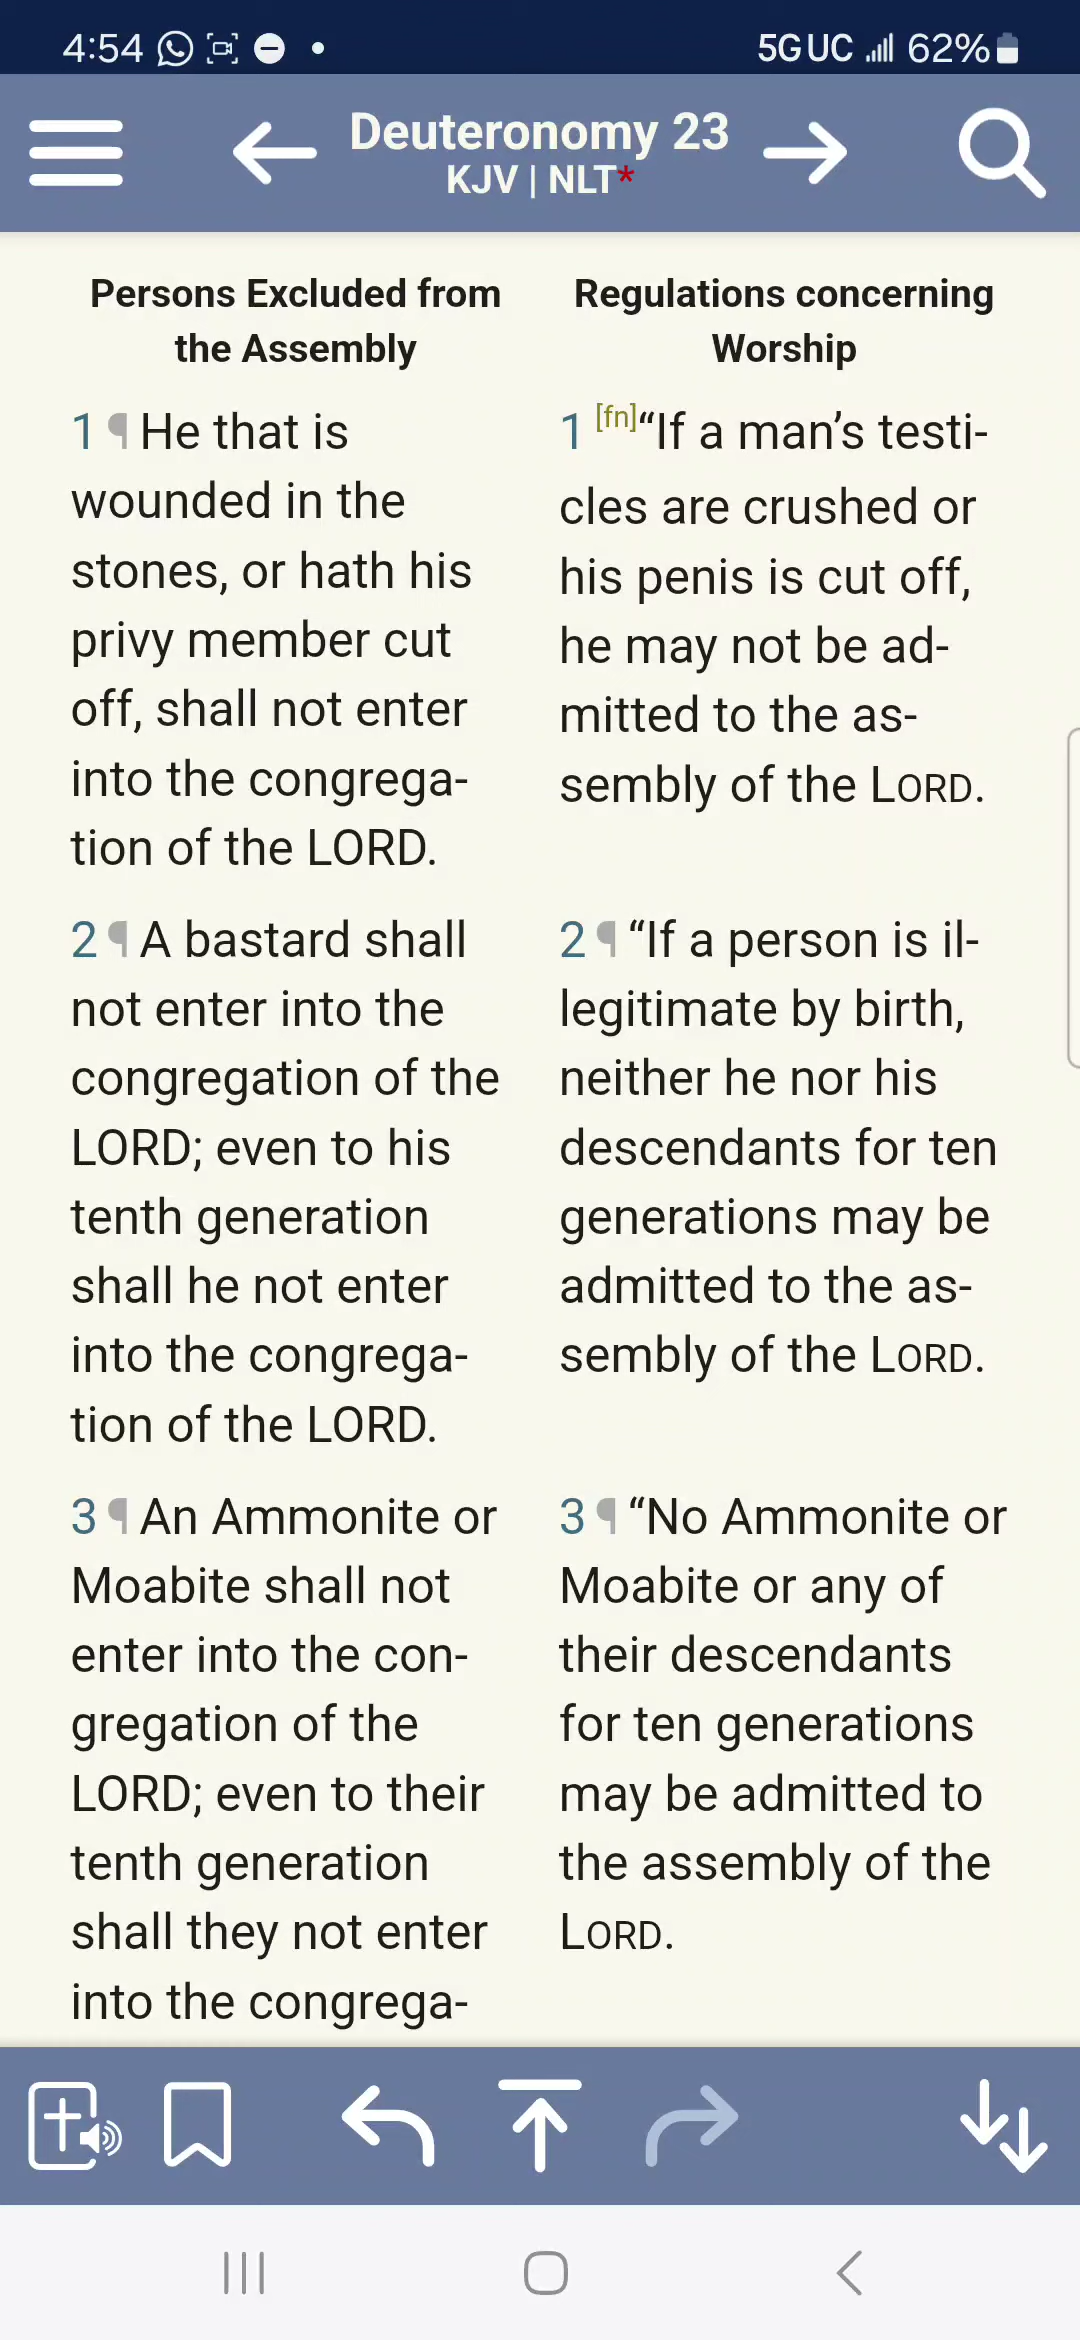 4:54
5G UC 62%
Deuteronomy 23
KJV | NLT*
Persons Excluded from
the Assembly
1 ¶ He that is
wounded in the
stones, or hath his
privy member cut
off, shall not enter
into the congrega-
tion of the LORD.
2 ¶ A bastard shall
not enter into the
congregation of the
LORD; even to his
tenth generation
shall he not enter
into the congrega-
tion of the LORD.
3 ¶ An Ammonite or
Moabite shall not
enter into the con-
gregation of the
LORD; even to their
tenth generation
shall they not enter
into the congrega-
Regulations concerning
Worship
1 [fn]“If a man’s testi-
cles are crushed or
his penis is cut off,
he may not be ad-
mitted to the as-
sembly of the LORD.
2 ¶ “If a person is il-
legitimate by birth,
neither he nor his
descendants for ten
generations may be
admitted to the as-
sembly of the LORD.
3 ¶ “No Ammonite or
Moabite or any of
their descendants
for ten generations
may be admitted to
the assembly of the
LORD.